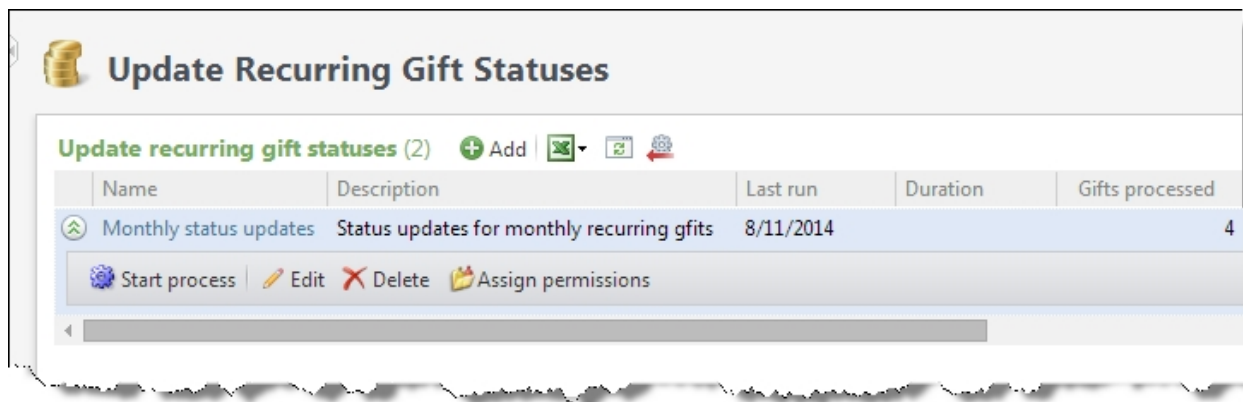 Update Recurring Gift Statuses
Update recurring gift statuses (2) Add
Name Description Last run Duration Gifts processed
Monthly status updates Status updates for monthly recurring gfits 8/11/2014 4
Start process Edit Delete Assign permissions